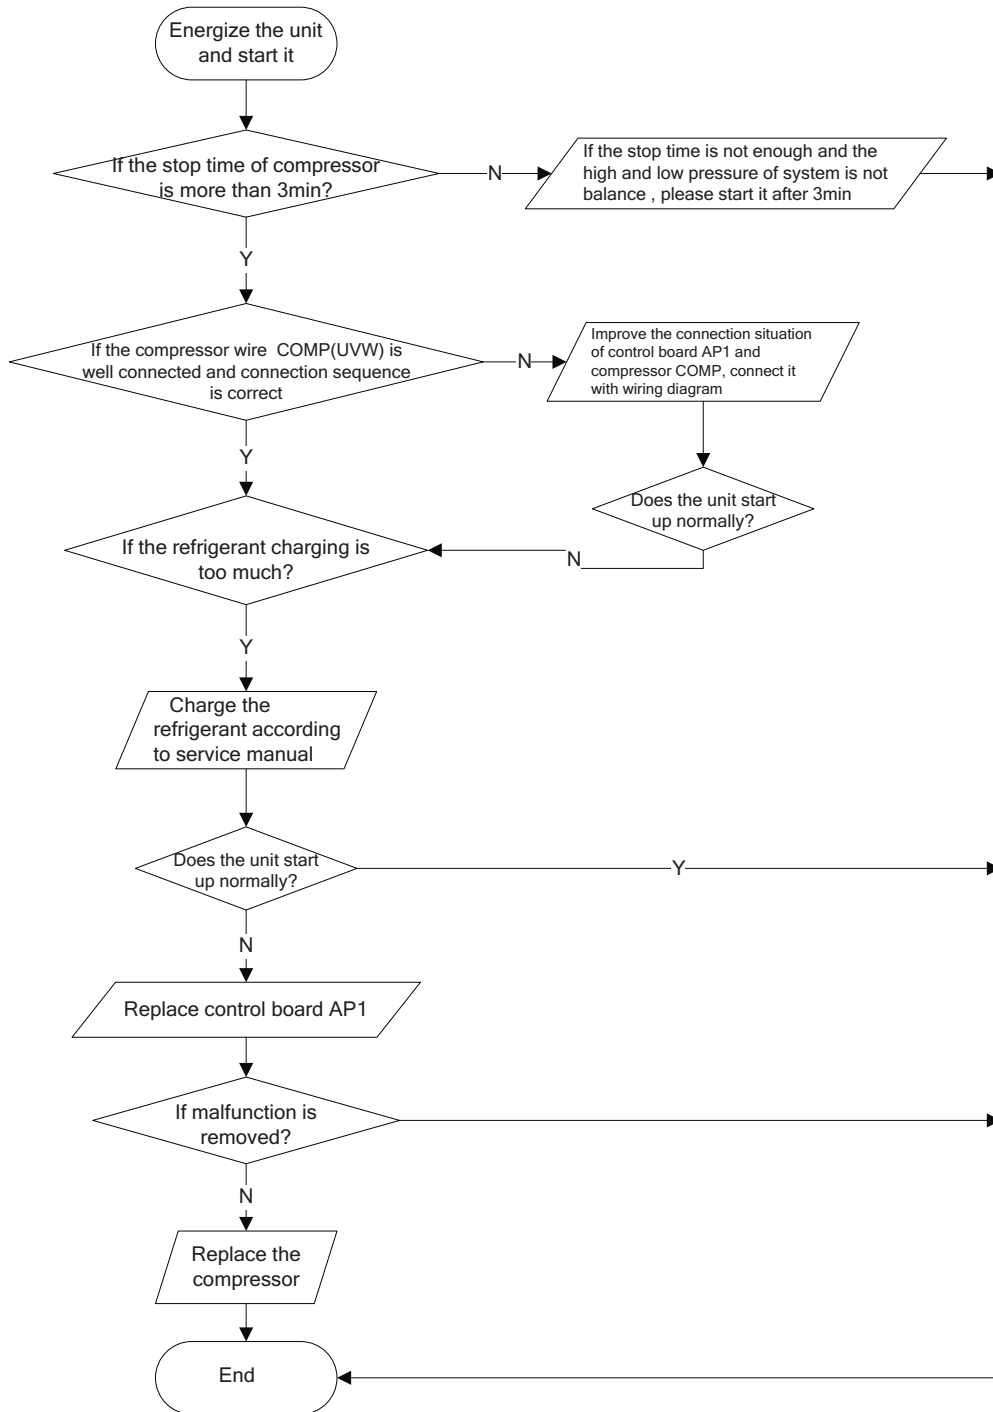 Energize the unit
and start it
If the stop time of compressor
is more than 3min?
N
If the stop time is not enough and the
high and low pressure of system is not
balance , please start it after 3min
Y
If the compressor wire  COMP(UVW) is
well connected and connection sequence
is correct
N
Improve the connection situation
of control board AP1 and
compressor COMP, connect it
with wiring diagram
Y
Does the unit start
up normally?
N
If the refrigerant charging is
too much?
Y
Charge the
refrigerant according
to service manual
Does the unit start
up normally?
Y
N
Replace control board AP1
If malfunction is
removed?
N
Replace the
compressor
End